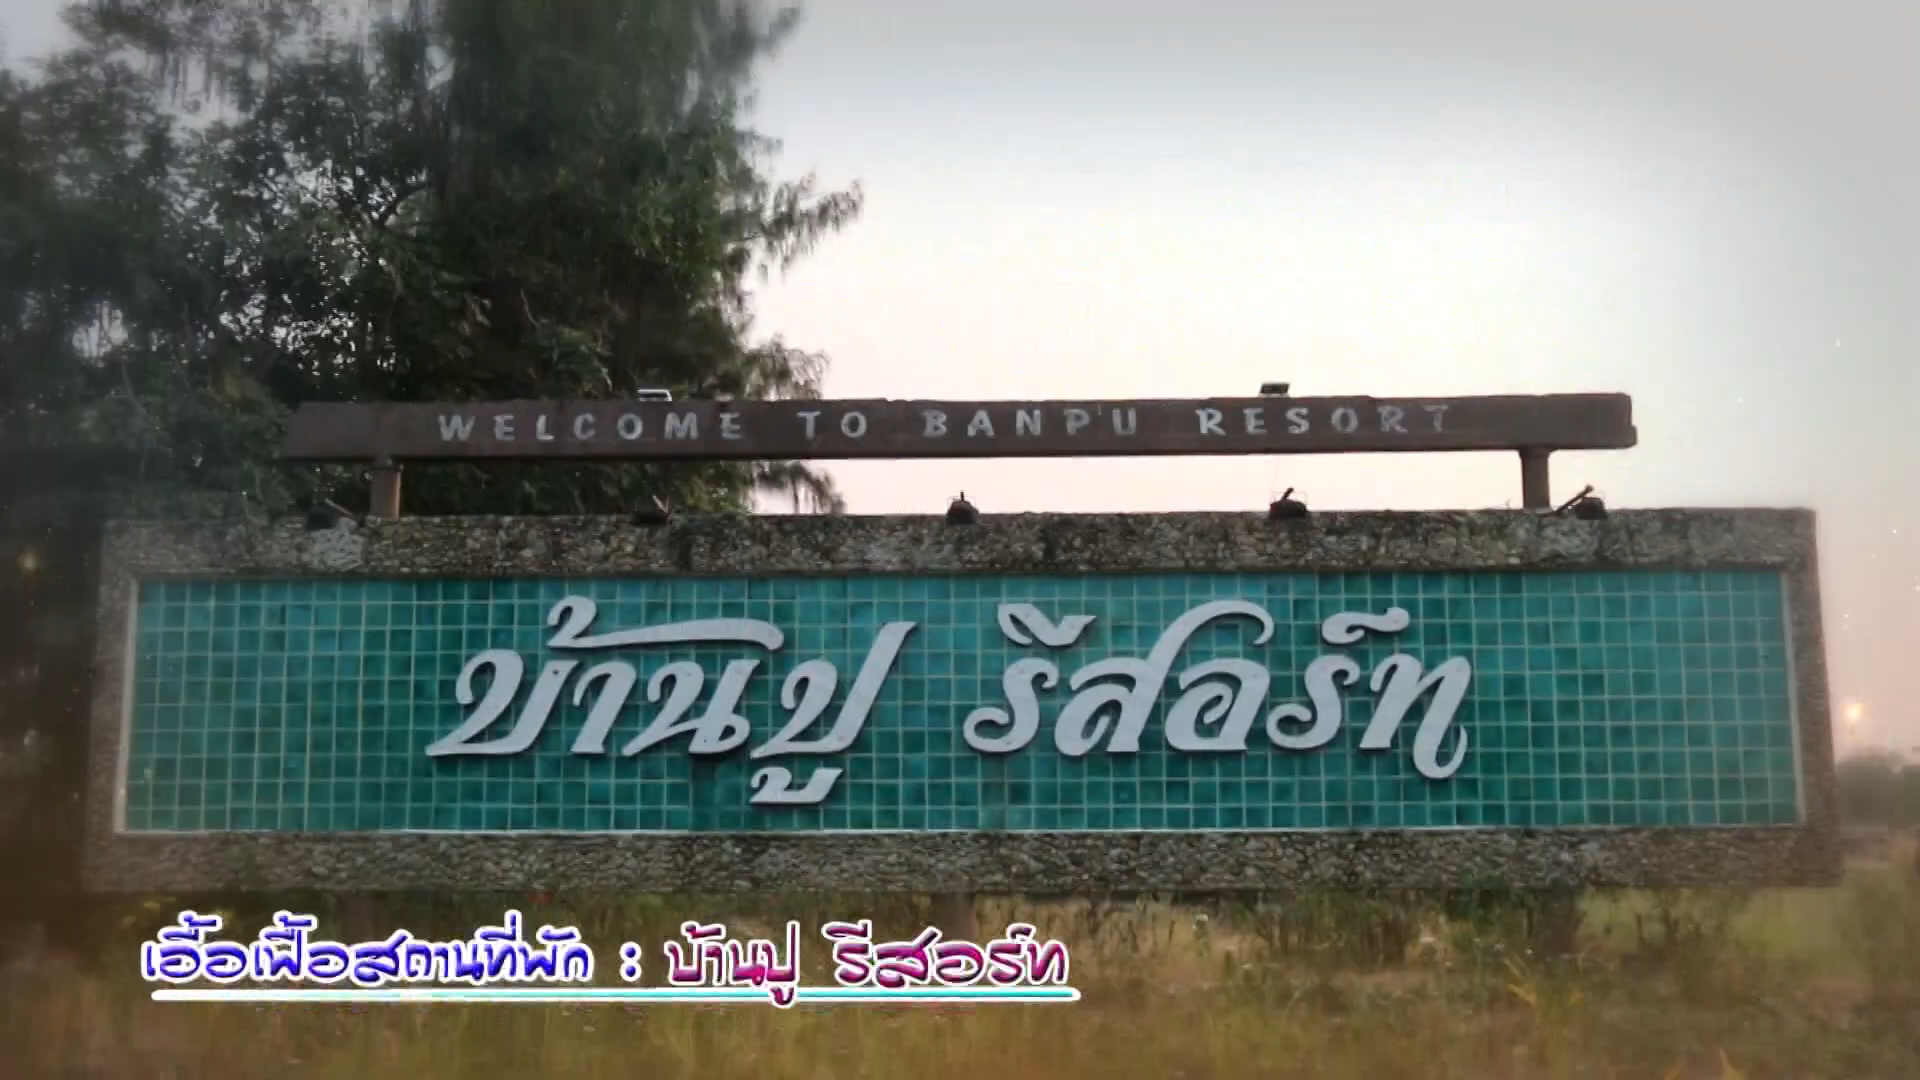 WELCOME TO BANPU RESORT
บ้านปู รีสอร์ท
เอื้อเฟื้อสถานที่พัก : บ้านปู รีสอร์ท